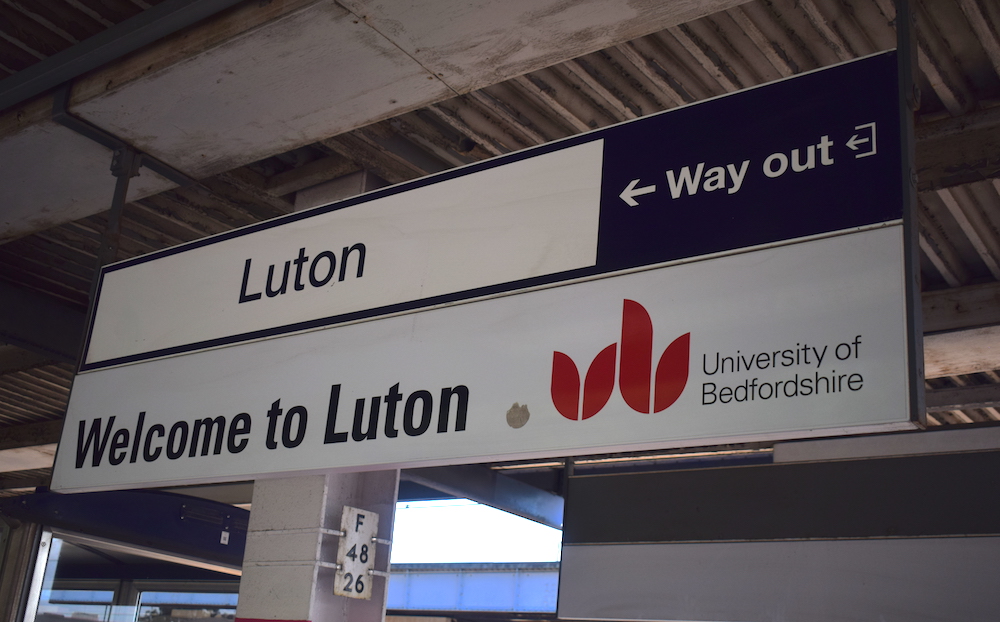 Luton
← Way out
Welcome to Luton
University of
Bedfordshire
F
48
26